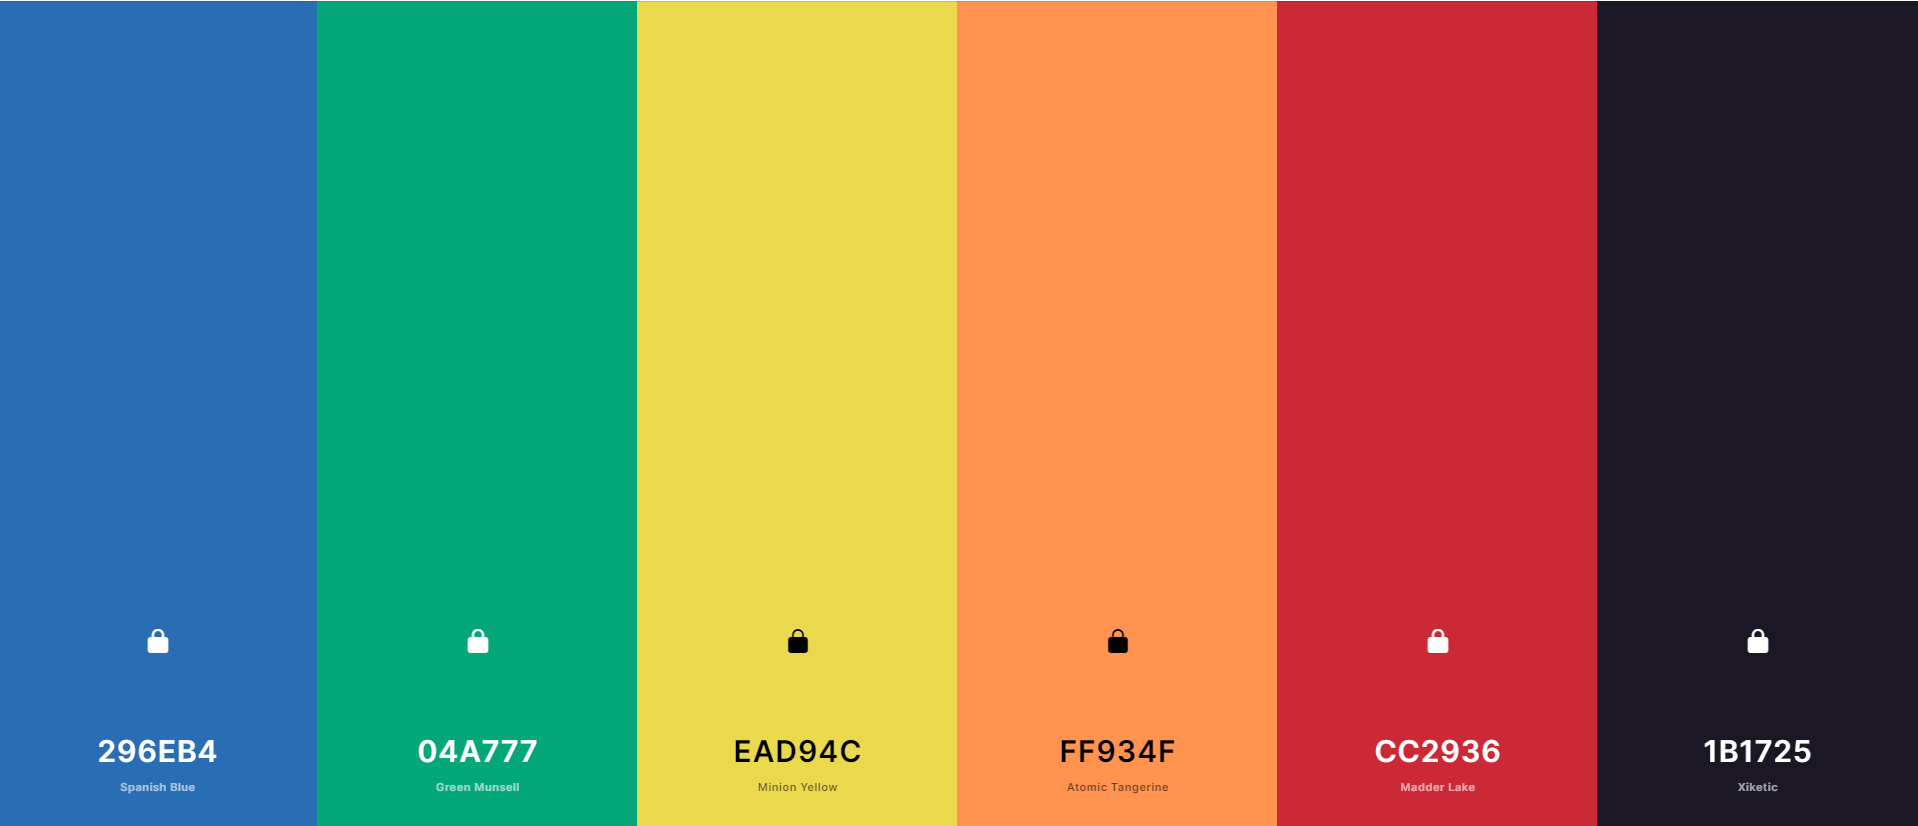 296EB4
Spanish Blue
04A777
Green Munsell
EAD94C
Minion Yellow
FF934F
Atomic Tangerine
CC2936
Madder Lake
1B1725
Xiketic